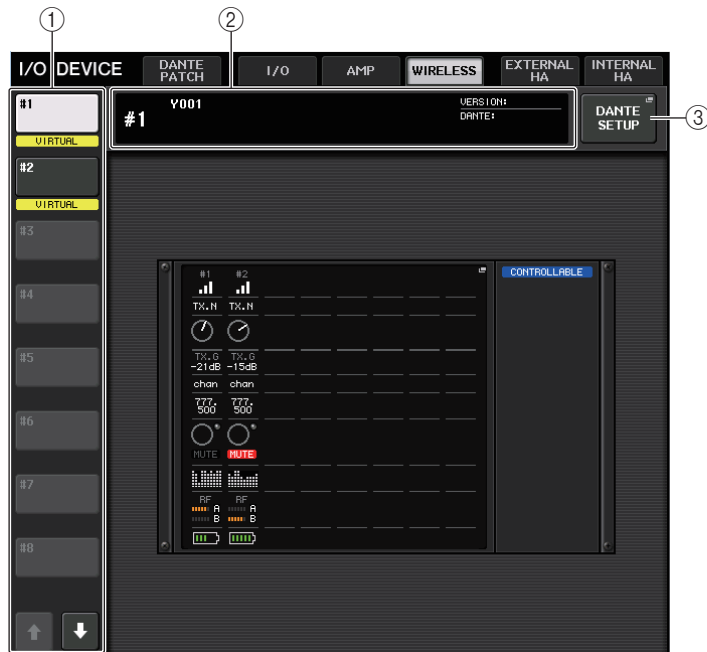 ① ②
I/O DEVICE DANTE PATCH I/O AMP WIRELESS EXTERNAL HA INTERNAL HA
#1
VIRTUAL
#2
VIRTUAL
#3
#4
#5
#6
#7
#8
#1 Y001 VERSION:
DANTE:
DANTE SETUP
③
#1 #2 CONTROLLABLE
TX.N TX.N
TX.G TX.G
-21dB -15dB
chan chan
777. 777.
500 500
MUTE MUTE
RF RF
A A
B B